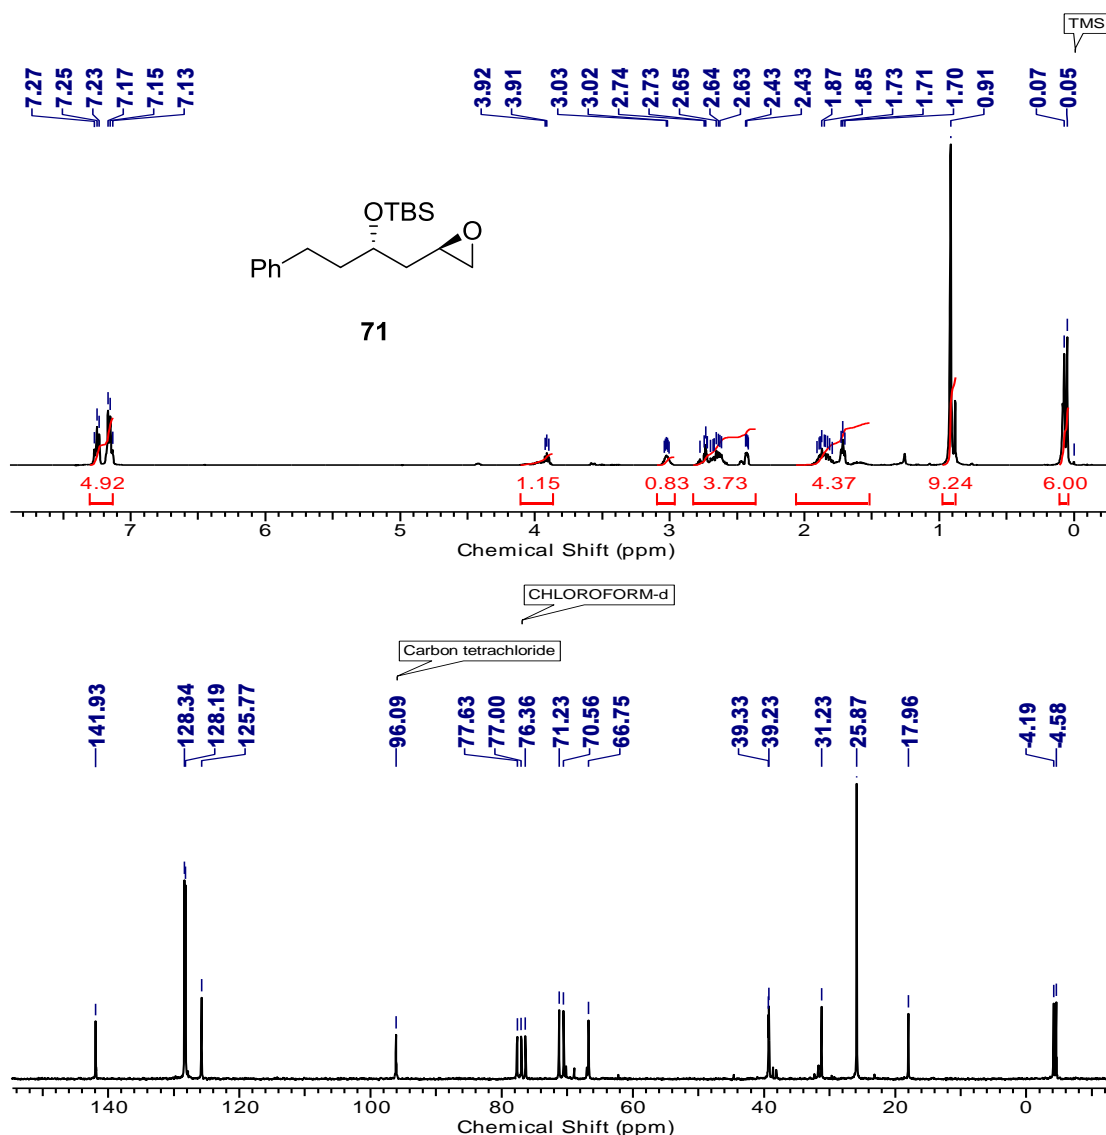 TMS
7.27 7.25 7.23 7.17 7.15 7.13 3.92 3.91 3.03 3.02 2.74 2.73 2.65 2.64 2.63 2.43 2.43 1.87 1.85 1.73 1.71 1.70 0.91 0.07 0.05
OTBS
O
Ph
71
4.92 1.15 0.83 3.73 4.37 9.24 6.00
7 6 5 4 3 2 1 0
Chemical Shift (ppm)
CHLOROFORM-d
Carbon tetrachloride
141.93 128.34 128.19 125.77 96.09 77.63 77.00 76.36 71.23 70.56 66.75 39.33 39.23 31.23 25.87 17.96 -4.19 -4.58
140 120 100 80 60 40 20 0
Chemical Shift (ppm)